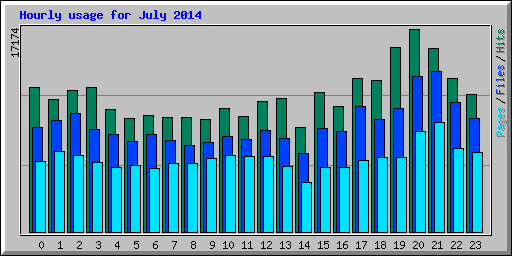 Hourly usage for July 2014
17174
Pages / Files / Hits
0 1 2 3 4 5 6 7 8 9 10 11 12 13 14 15 16 17 18 19 20 21 22 23